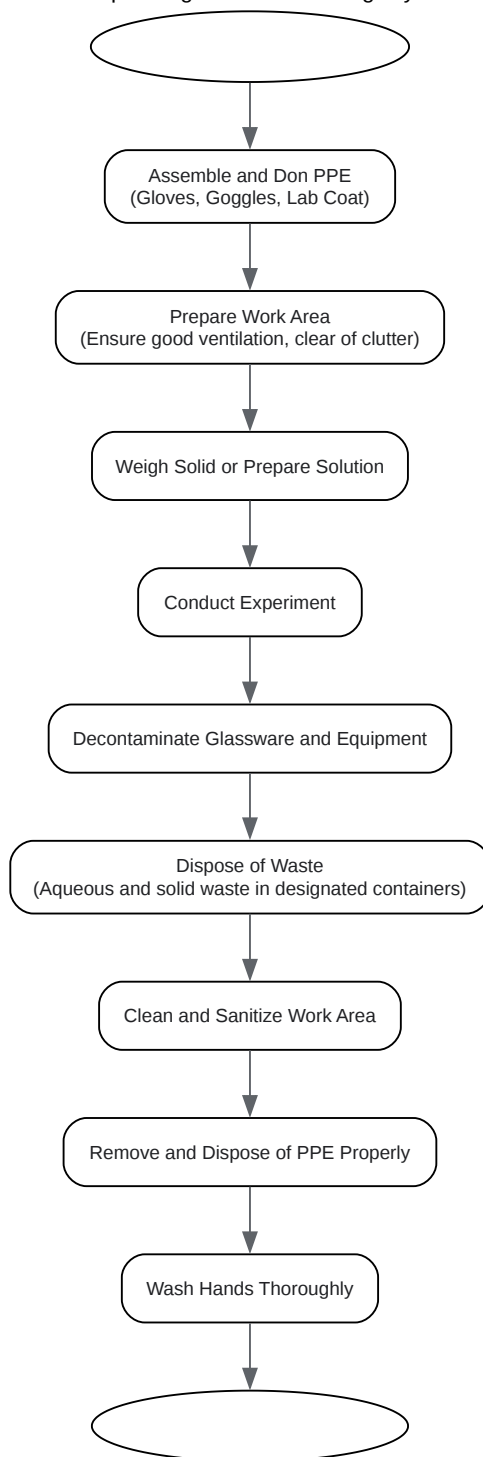 Assemble and Don PPE
(Gloves, Goggles, Lab Coat)
Prepare Work Area
(Ensure good ventilation, clear of clutter)
Weigh Solid or Prepare Solution
Conduct Experiment
Decontaminate Glassware and Equipment
Dispose of Waste
(Aqueous and solid waste in designated containers)
Clean and Sanitize Work Area
Remove and Dispose of PPE Properly
Wash Hands Thoroughly